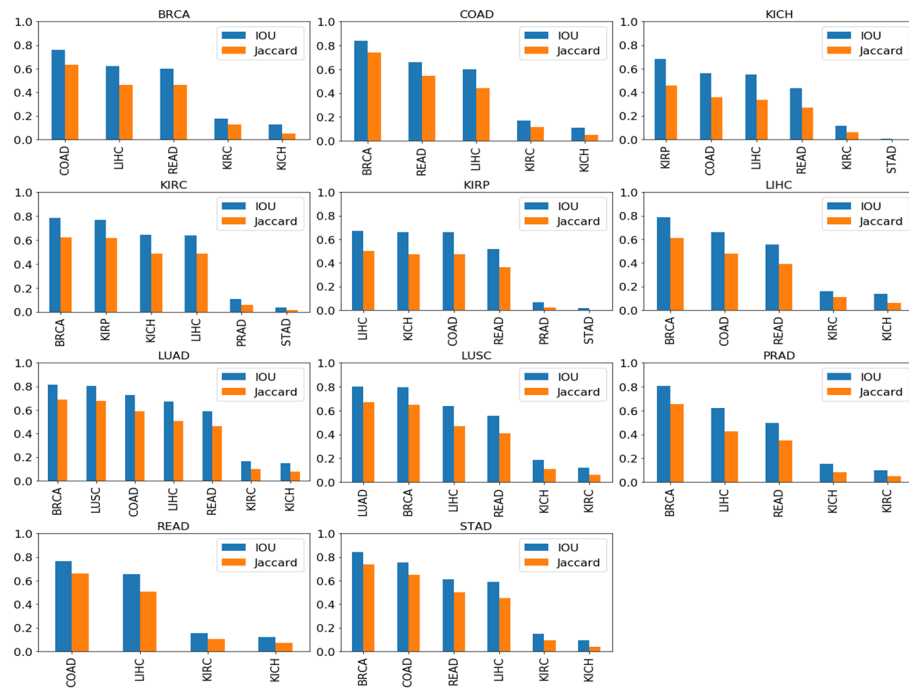 BRCA
1.0
0.8
0.6
0.4
0.2
0.0
IOU
Jaccard
COAD
LIHC
READ
KIRC
KICH
COAD
1.0
0.8
0.6
0.4
0.2
0.0
IOU
Jaccard
BRCA
READ
LIHC
KIRC
KICH
KICH
1.0
0.8
0.6
0.4
0.2
0.0
IOU
Jaccard
KIRP
COAD
LIHC
READ
KIRC
STAD
KIRC
1.0
0.8
0.6
0.4
0.2
0.0
IOU
Jaccard
BRCA
KIRP
KICH
LIHC
PRAD
STAD
KIRP
1.0
0.8
0.6
0.4
0.2
0.0
IOU
Jaccard
LIHC
KICH
COAD
READ
PRAD
STAD
LIHC
1.0
0.8
0.6
0.4
0.2
0.0
IOU
Jaccard
BRCA
COAD
READ
KIRC
KICH
LUAD
1.0
0.8
0.6
0.4
0.2
0.0
IOU
Jaccard
BRCA
LUSC
COAD
LIHC
READ
KIRC
KICH
LUSC
1.0
0.8
0.6
0.4
0.2
0.0
IOU
Jaccard
LUAD
BRCA
LIHC
READ
KICH
KIRC
PRAD
1.0
0.8
0.6
0.4
0.2
0.0
IOU
Jaccard
BRCA
LIHC
READ
KICH
KIRC
READ
1.0
0.8
0.6
0.4
0.2
0.0
IOU
Jaccard
COAD
LIHC
KIRC
KICH
STAD
1.0
0.8
0.6
0.4
0.2
0.0
IOU
Jaccard
BRCA
COAD
READ
LIHC
KIRC
KICH